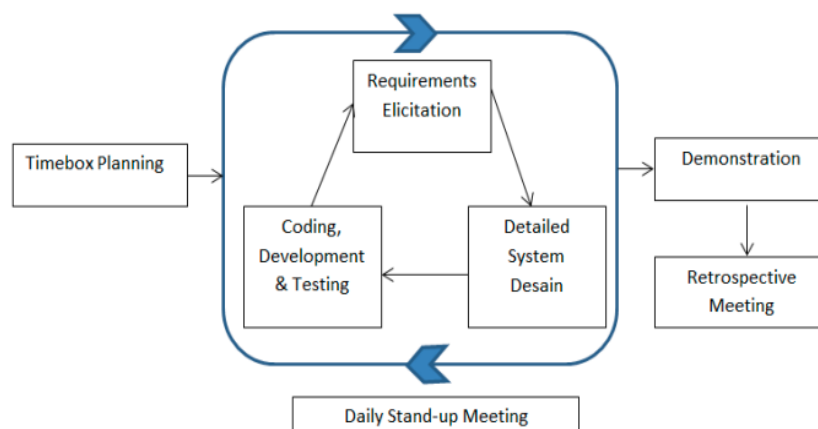 Requirements
Elicitation
Timebox Planning
Demonstration
Coding,
Development
& Testing
Detailed
System
Desain
Retrospective
Meeting
Daily Stand-up Meeting